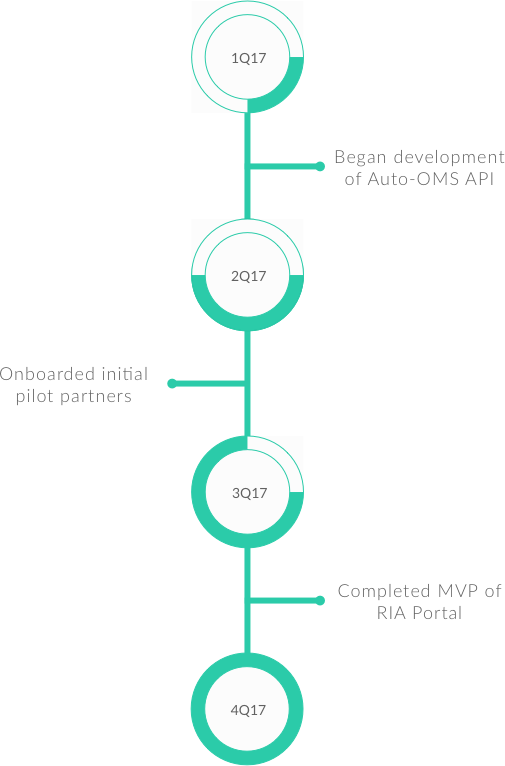 1Q17
Began development
of Auto-OMS API
2Q17
Onboarded initial
pilot partners
3Q17
Completed MVP of
RIA Portal
4Q17